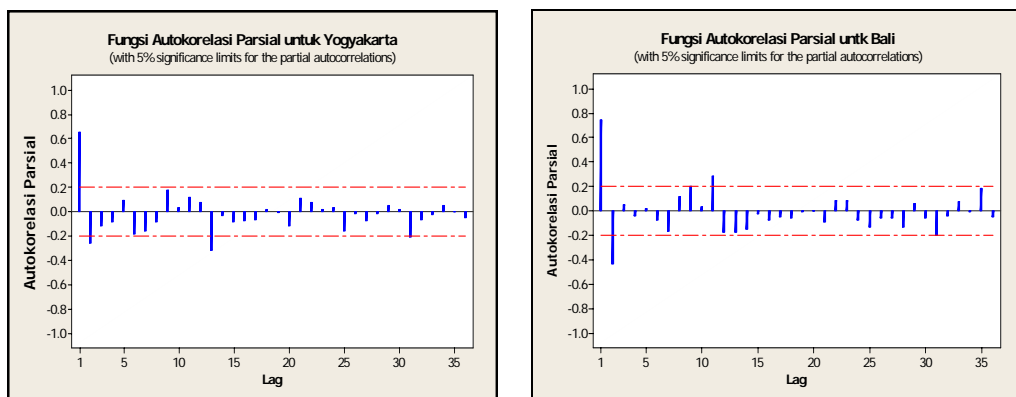 Fungsi Autokorelasi Parsial untuk Yogyakarta
(with 5% significance limits for the partial autocorrelations)
Autokorelasi Parsial
1.0
0.8
0.6
0.4
0.2
0.0
-0.2
-0.4
-0.6
-0.8
-1.0
1 5 10 15 20 25 30 35
Lag
Fungsi Autokorelasi Parsial untk Bali
(with 5% significance limits for the partial autocorrelations)
Autokorelasi Parsial
1.0
0.8
0.6
0.4
0.2
0.0
-0.2
-0.4
-0.6
-0.8
-1.0
1 5 10 15 20 25 30 35
Lag